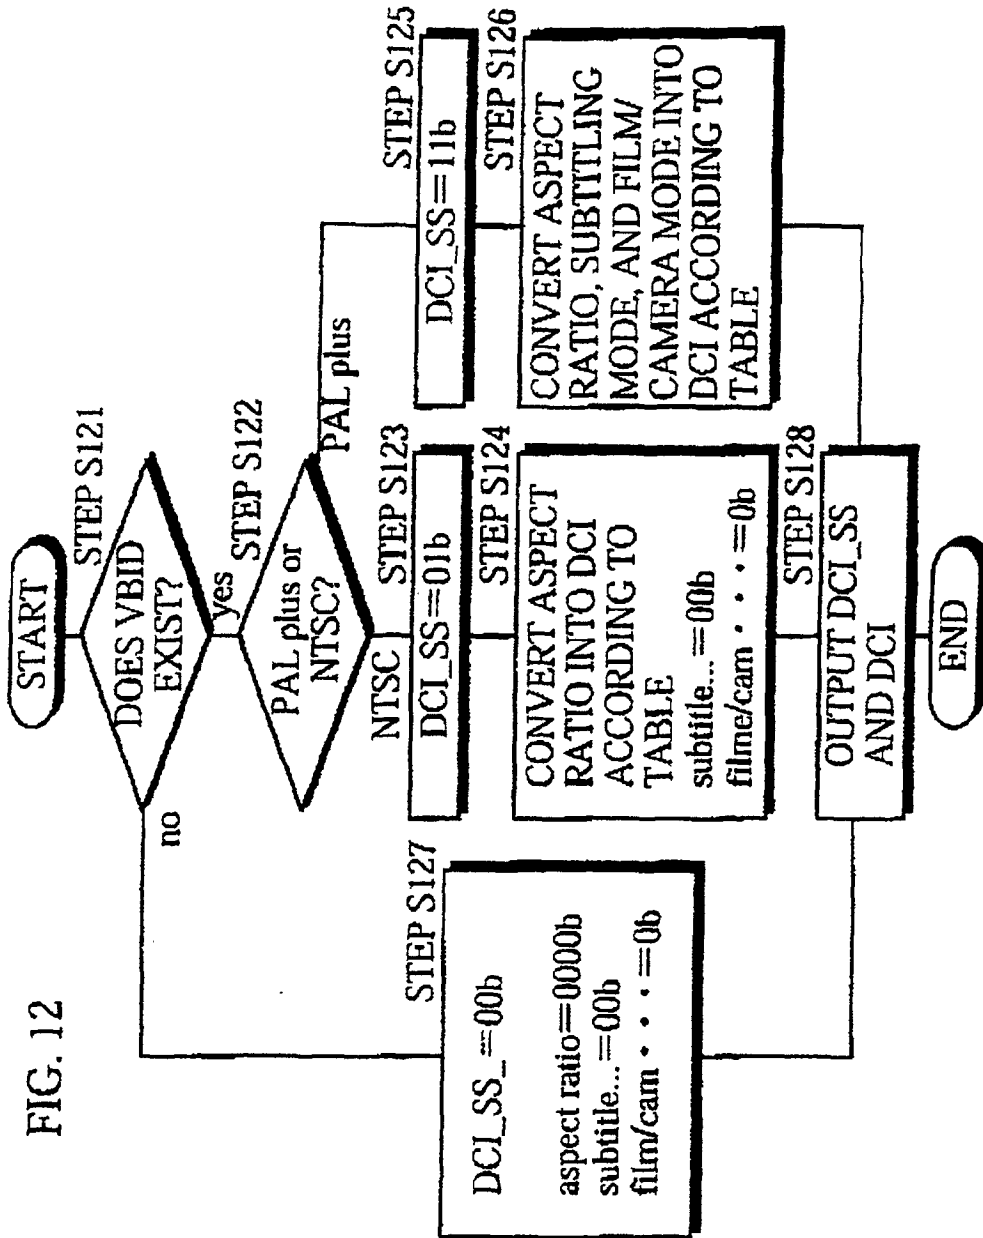 FIG. 12
START
STEP S121
DOES VBID
EXIST?
no
yes
STEP S122
PAL plus or
NTSC?
NTSC
PAL plus
STEP S123
DCI_SS=01b
STEP S124
CONVERT ASPECT
RATIO INTO DCI
ACCORDING TO
TABLE
subtitle...=00b
filme/cam・・・=0b
STEP S125
DCI_SS=11b
STEP S126
CONVERT ASPECT
RATIO, SUBTITLING
MODE, AND FILM/
CAMERA MODE INTO
DCI ACCORDING TO
TABLE
STEP S127
DCI_SS_=00b
aspect ratio=0000b
subtitle...=00b
film/cam・・・=0b
STEP S128
OUTPUT DCI_SS
AND DCI
END